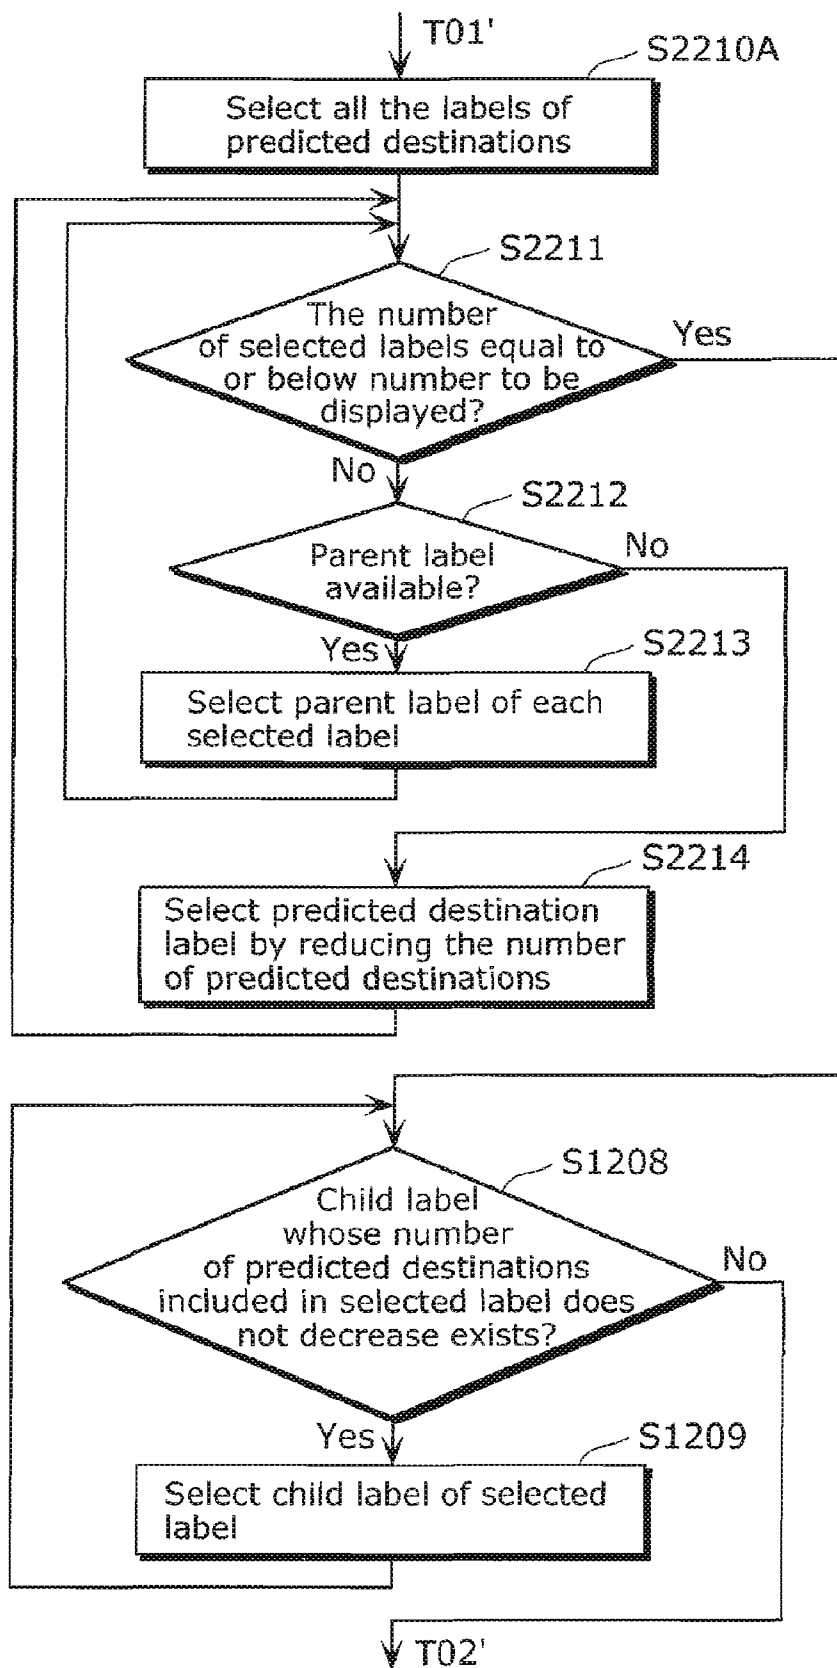 T01'
S2210A
Select all the labels of
predicted destinations
S2211
The number
of selected labels equal to
or below number to be
displayed?
Yes
No
S2212
Parent label
available?
No
Yes
S2213
Select parent label of each
selected label
S2214
Select predicted destination
label by reducing the number
of predicted destinations
S1208
Child label
whose number
of predicted destinations
included in selected label does
not decrease exists?
No
Yes
S1209
Select child label of selected
label
T02'